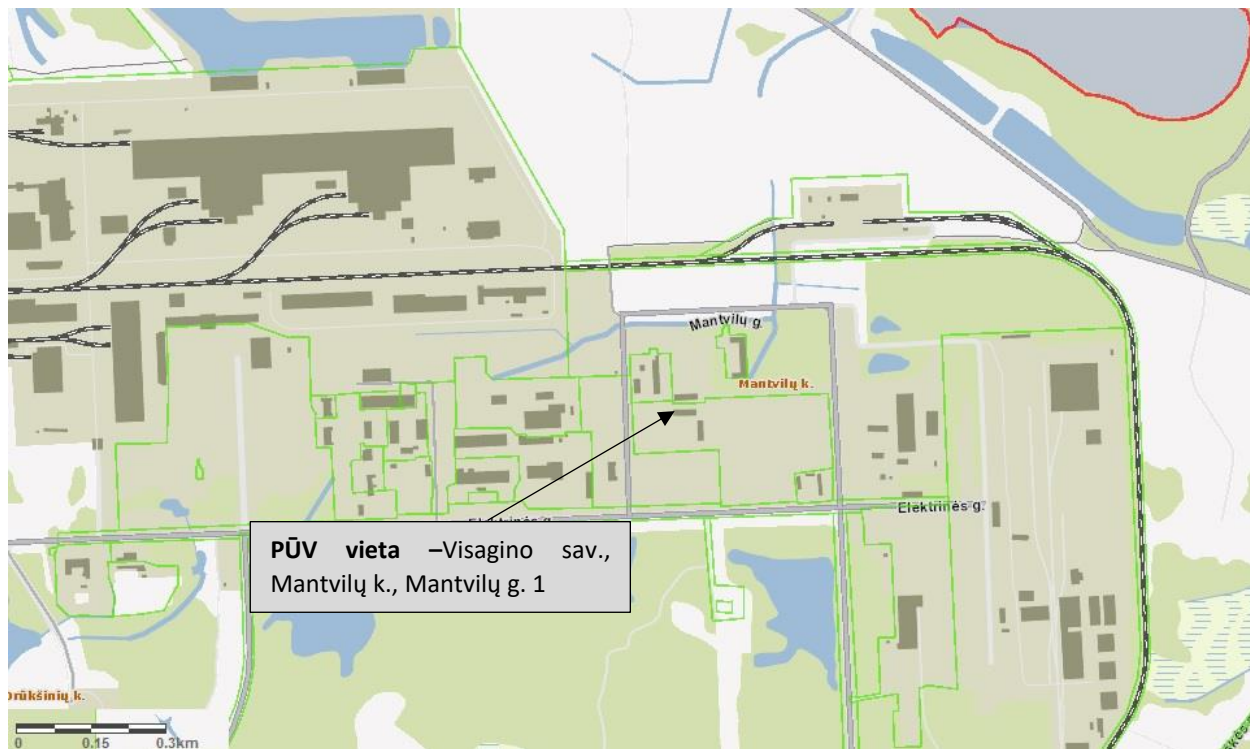 Mantvilų g.
Mantvilų k.
Elektrinės g.
Elektrinės g.
PŪV vieta –Visagino sav.,
Mantvilų k., Mantvilų g. 1
Drūkšinių k.
0 0.15 0.3km